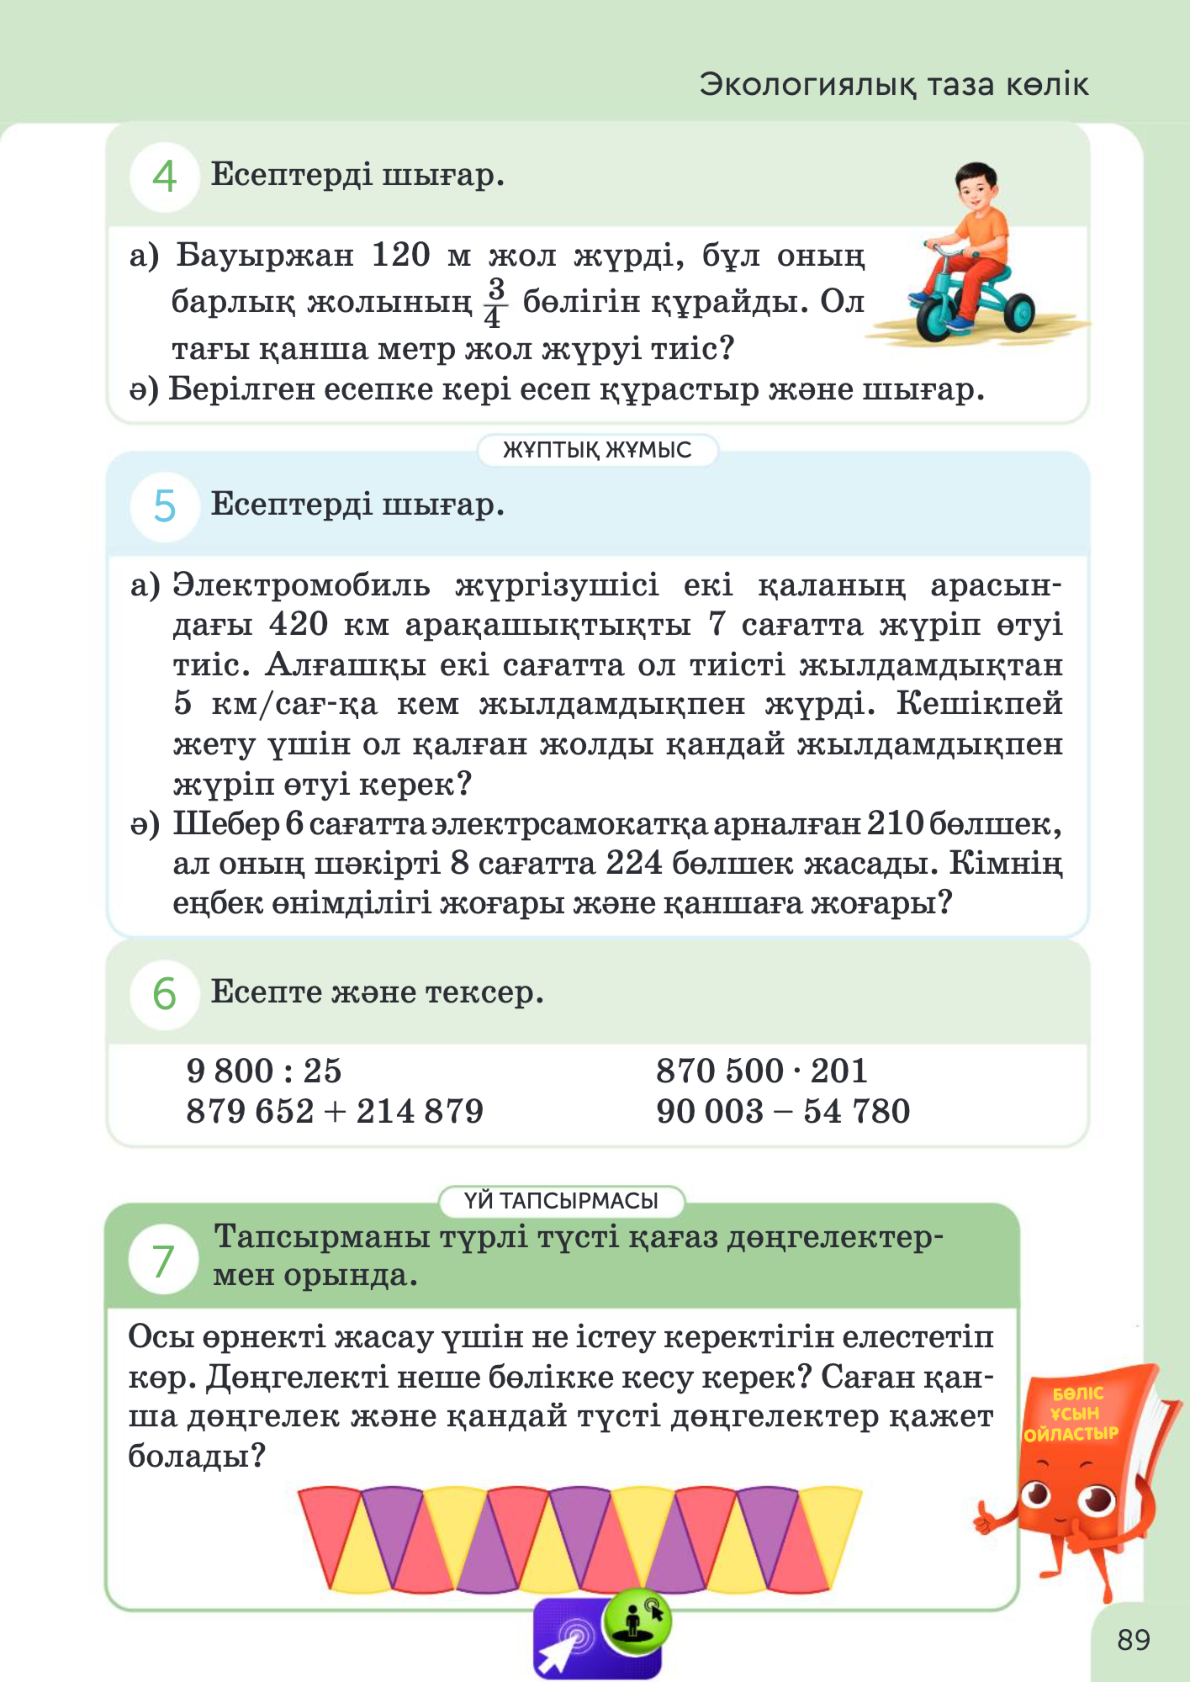 Экологиялық таза көлік
4 Есептерді шығар.
а) Бауыржан 120 м жол жүрді, бұл оның
барлық жолының 3/4 бөлігін құрайды. Ол
тағы қанша метр жол жүруі тиіс?
ә) Берілген есепке кері есеп құрастыр және шығар.
ЖҰПТЫҚ ЖҰМЫС
5 Есептерді шығар.
а) Электромобиль жүргізушісі екі қаланың арасын-
дағы 420 км арақашықтықты 7 сағатта жүріп өтуі
тиіс. Алғашқы екі сағатта ол тиісті жылдамдықтан
5 км/сағ-қа кем жылдамдықпен жүрді. Кешікпей
жету үшін ол қалған жолды қандай жылдамдықпен
жүріп өтуі керек?
ә) Шебер 6 сағатта электрсамокатқа арналған 210 бөлшек,
ал оның шәкірті 8 сағатта 224 бөлшек жасады. Кімнің
еңбек өнімділігі жоғары және қаншаға жоғары?
6 Есепте және тексер.
9 800 : 25 870 500 · 201
879 652 + 214 879 90 003 – 54 780
ҮЙ ТАПСЫРМАСЫ
7 Тапсырманы түрлі түсті қағаз дөңгелектер-
мен орында.
Осы өрнекті жасау үшін не істеу керектігін елестетіп
көр. Дөңгелекті неше бөлікке кесу керек? Саған қан-
ша дөңгелек және қандай түсті дөңгелектер қажет
болады?
БӨЛІС
ҰСЫН
ОЙЛАСТЫР
89